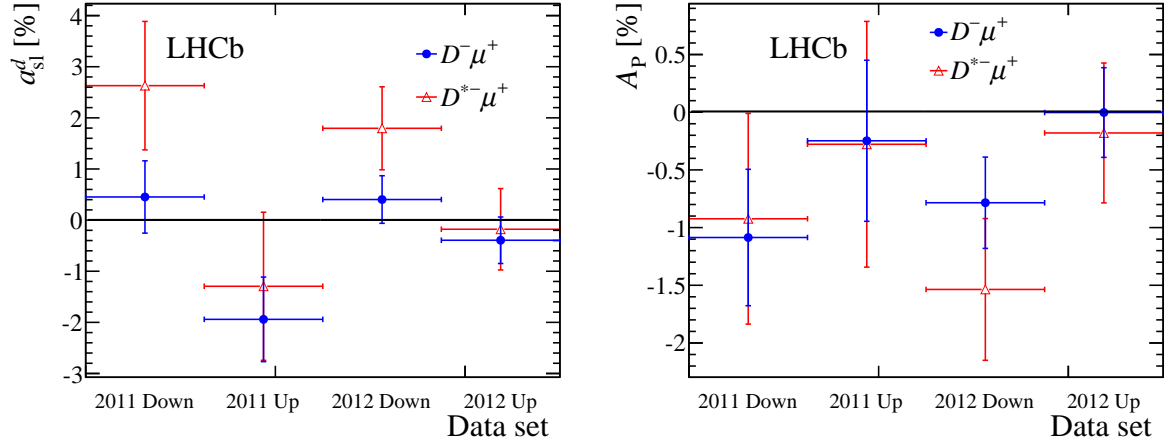 a_sl^d [%]
LHCb
D⁻μ⁺
D*⁻μ⁺
4
3
2
1
0
-1
-2
-3
2011 Down 2011 Up 2012 Down 2012 Up
Data set
A_P [%]
LHCb
D⁻μ⁺
D*⁻μ⁺
0.5
0
-0.5
-1
-1.5
-2
2011 Down 2011 Up 2012 Down 2012 Up
Data set